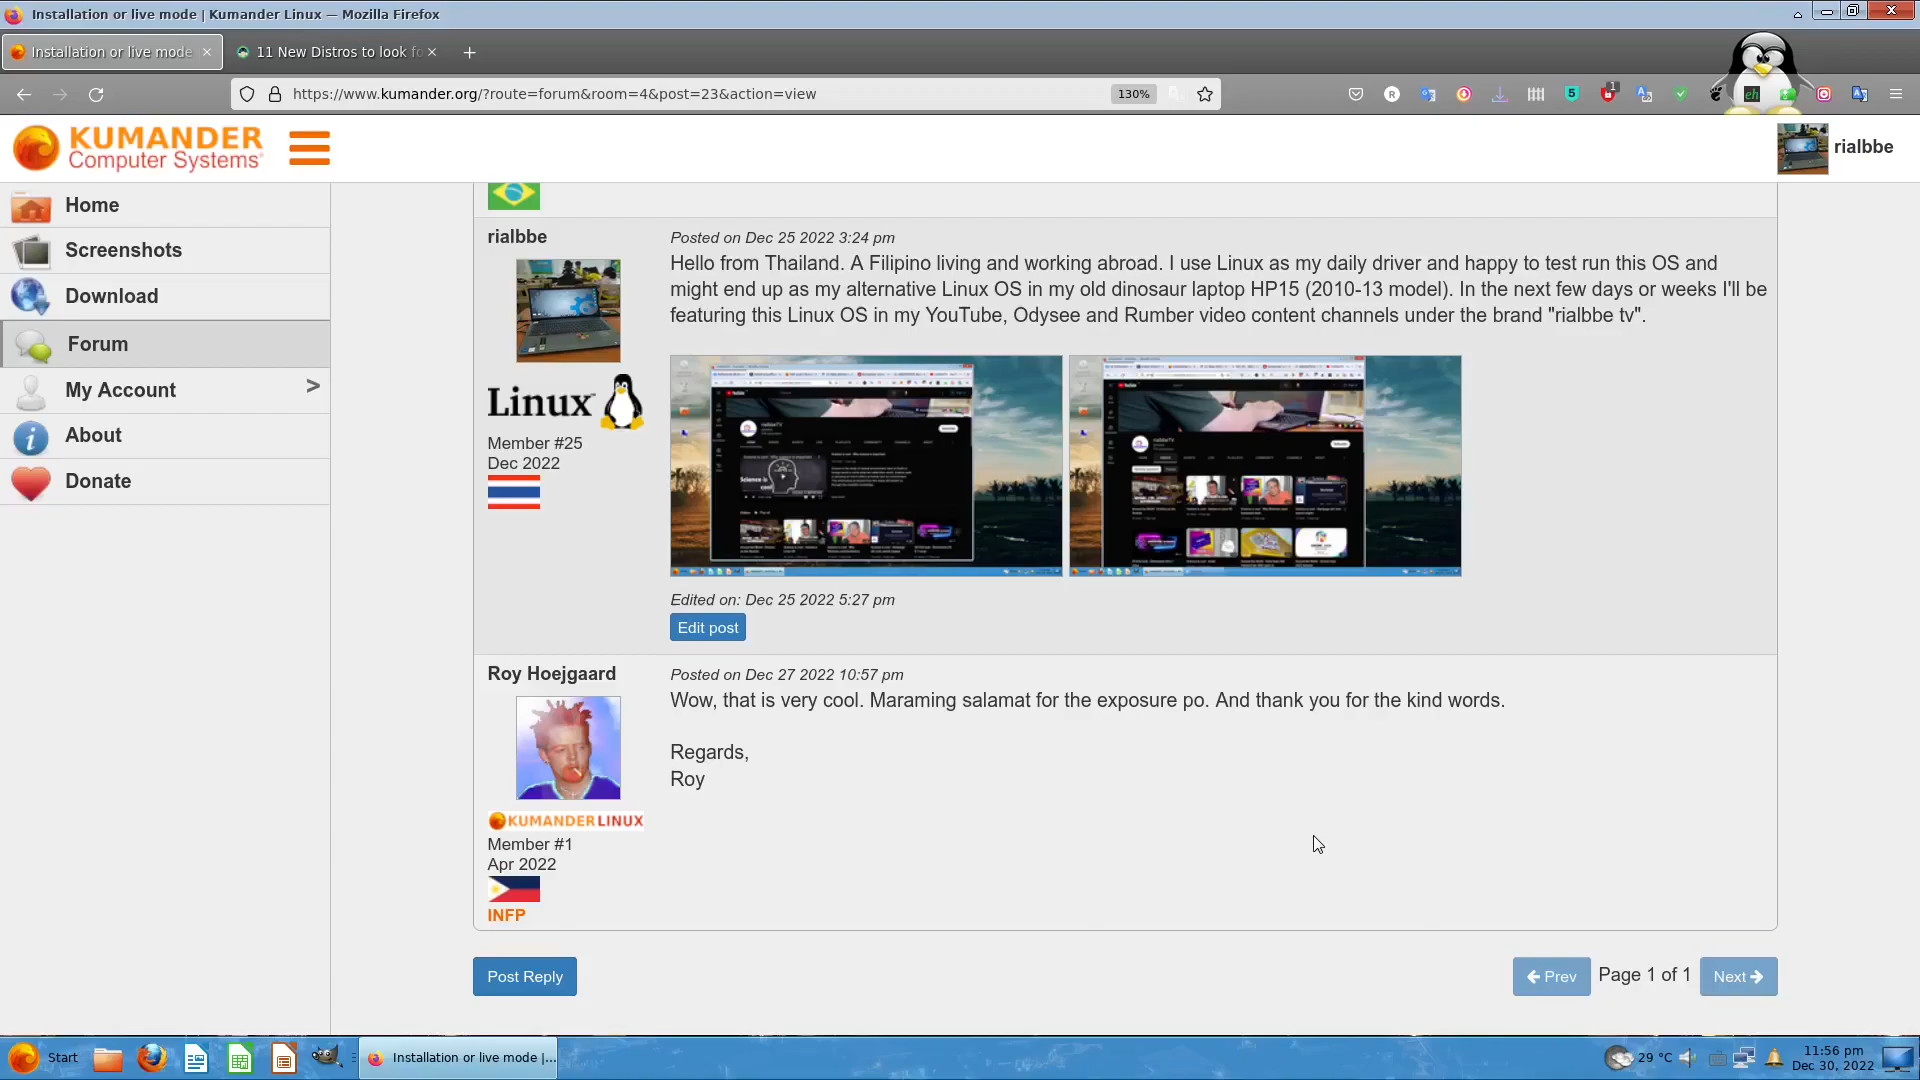 Installation or live mode | Kumander Linux — Mozilla Firefox
Installation or live mode
11 New Distros to look fo
https://www.kumander.org/?route=forum&room=4&post=23&action=view
130%
KUMANDER
Computer Systems
rialbbe
Home
Screenshots
Download
Forum
My Account >
About
Donate
rialbbe
Linux
Member #25
Dec 2022
Posted on Dec 25 2022 3:24 pm
Hello from Thailand. A Filipino living and working abroad. I use Linux as my daily driver and happy to test run this OS and
might end up as my alternative Linux OS in my old dinosaur laptop HP15 (2010-13 model). In the next few days or weeks I'll be
featuring this Linux OS in my YouTube, Odysee and Rumber video content channels under the brand "rialbbe tv".
Edited on: Dec 25 2022 5:27 pm
Edit post
Roy Hoejgaard
KUMANDER LINUX
Member #1
Apr 2022
INFP
Posted on Dec 27 2022 10:57 pm
Wow, that is very cool. Maraming salamat for the exposure po. And thank you for the kind words.
Regards,
Roy
Post Reply
Prev
Page 1 of 1
Next
Start
Installation or live mode |...
29 °C
11:56 pm
Dec 30, 2022